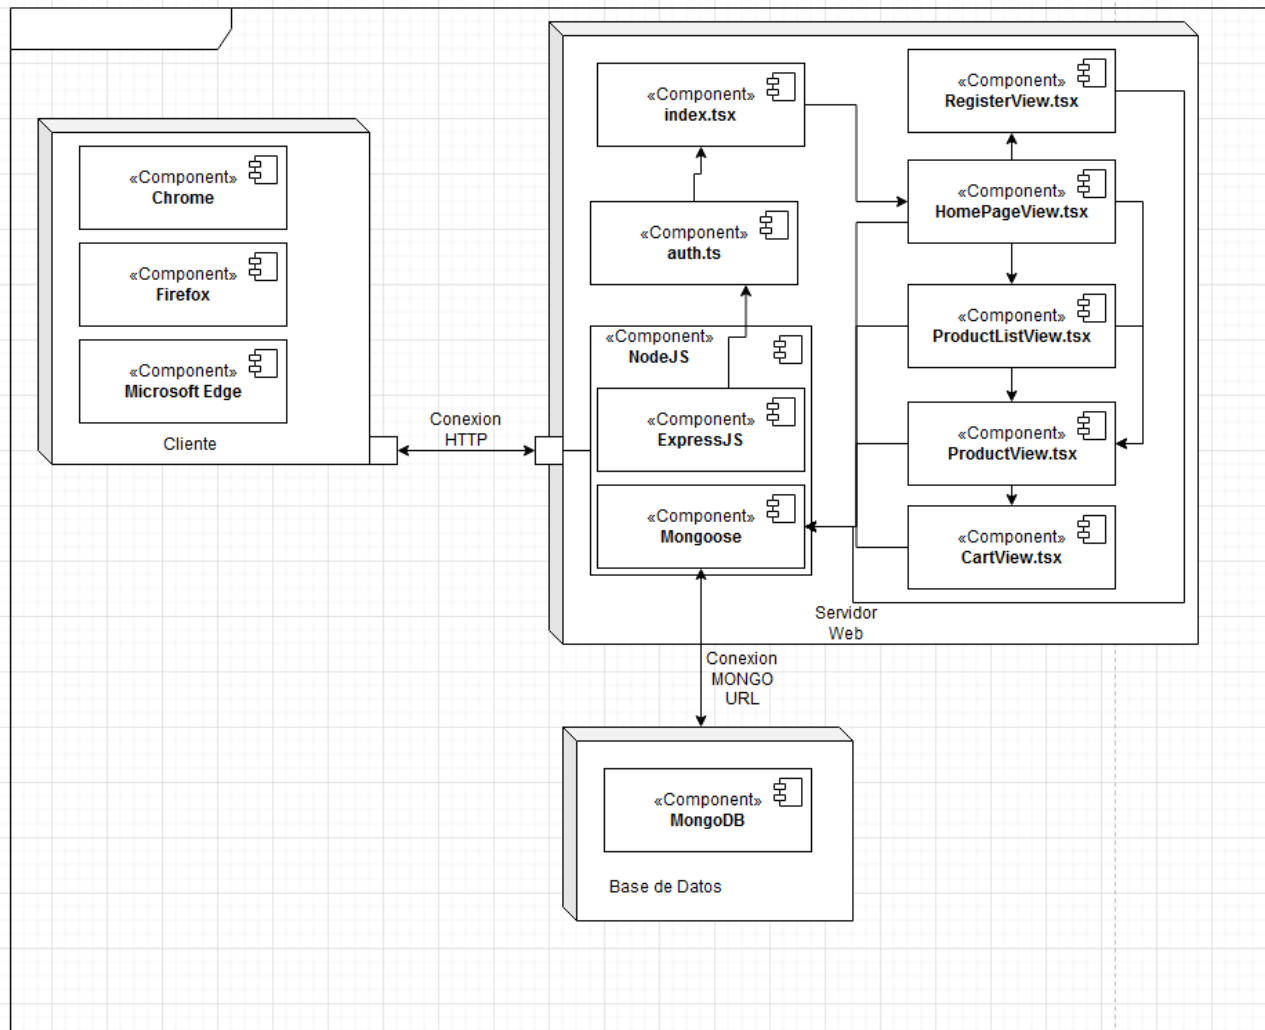 «Component»
Chrome
«Component»
Firefox
«Component»
Microsoft Edge
Cliente
Conexion
HTTP
«Component»
index.tsx
«Component»
auth.ts
«Component»
NodeJS
«Component»
ExpressJS
«Component»
Mongoose
«Component»
RegisterView.tsx
«Component»
HomePageView.tsx
«Component»
ProductListView.tsx
«Component»
ProductView.tsx
«Component»
CartView.tsx
Servidor
Web
Conexion
MONGO
URL
«Component»
MongoDB
Base de Datos